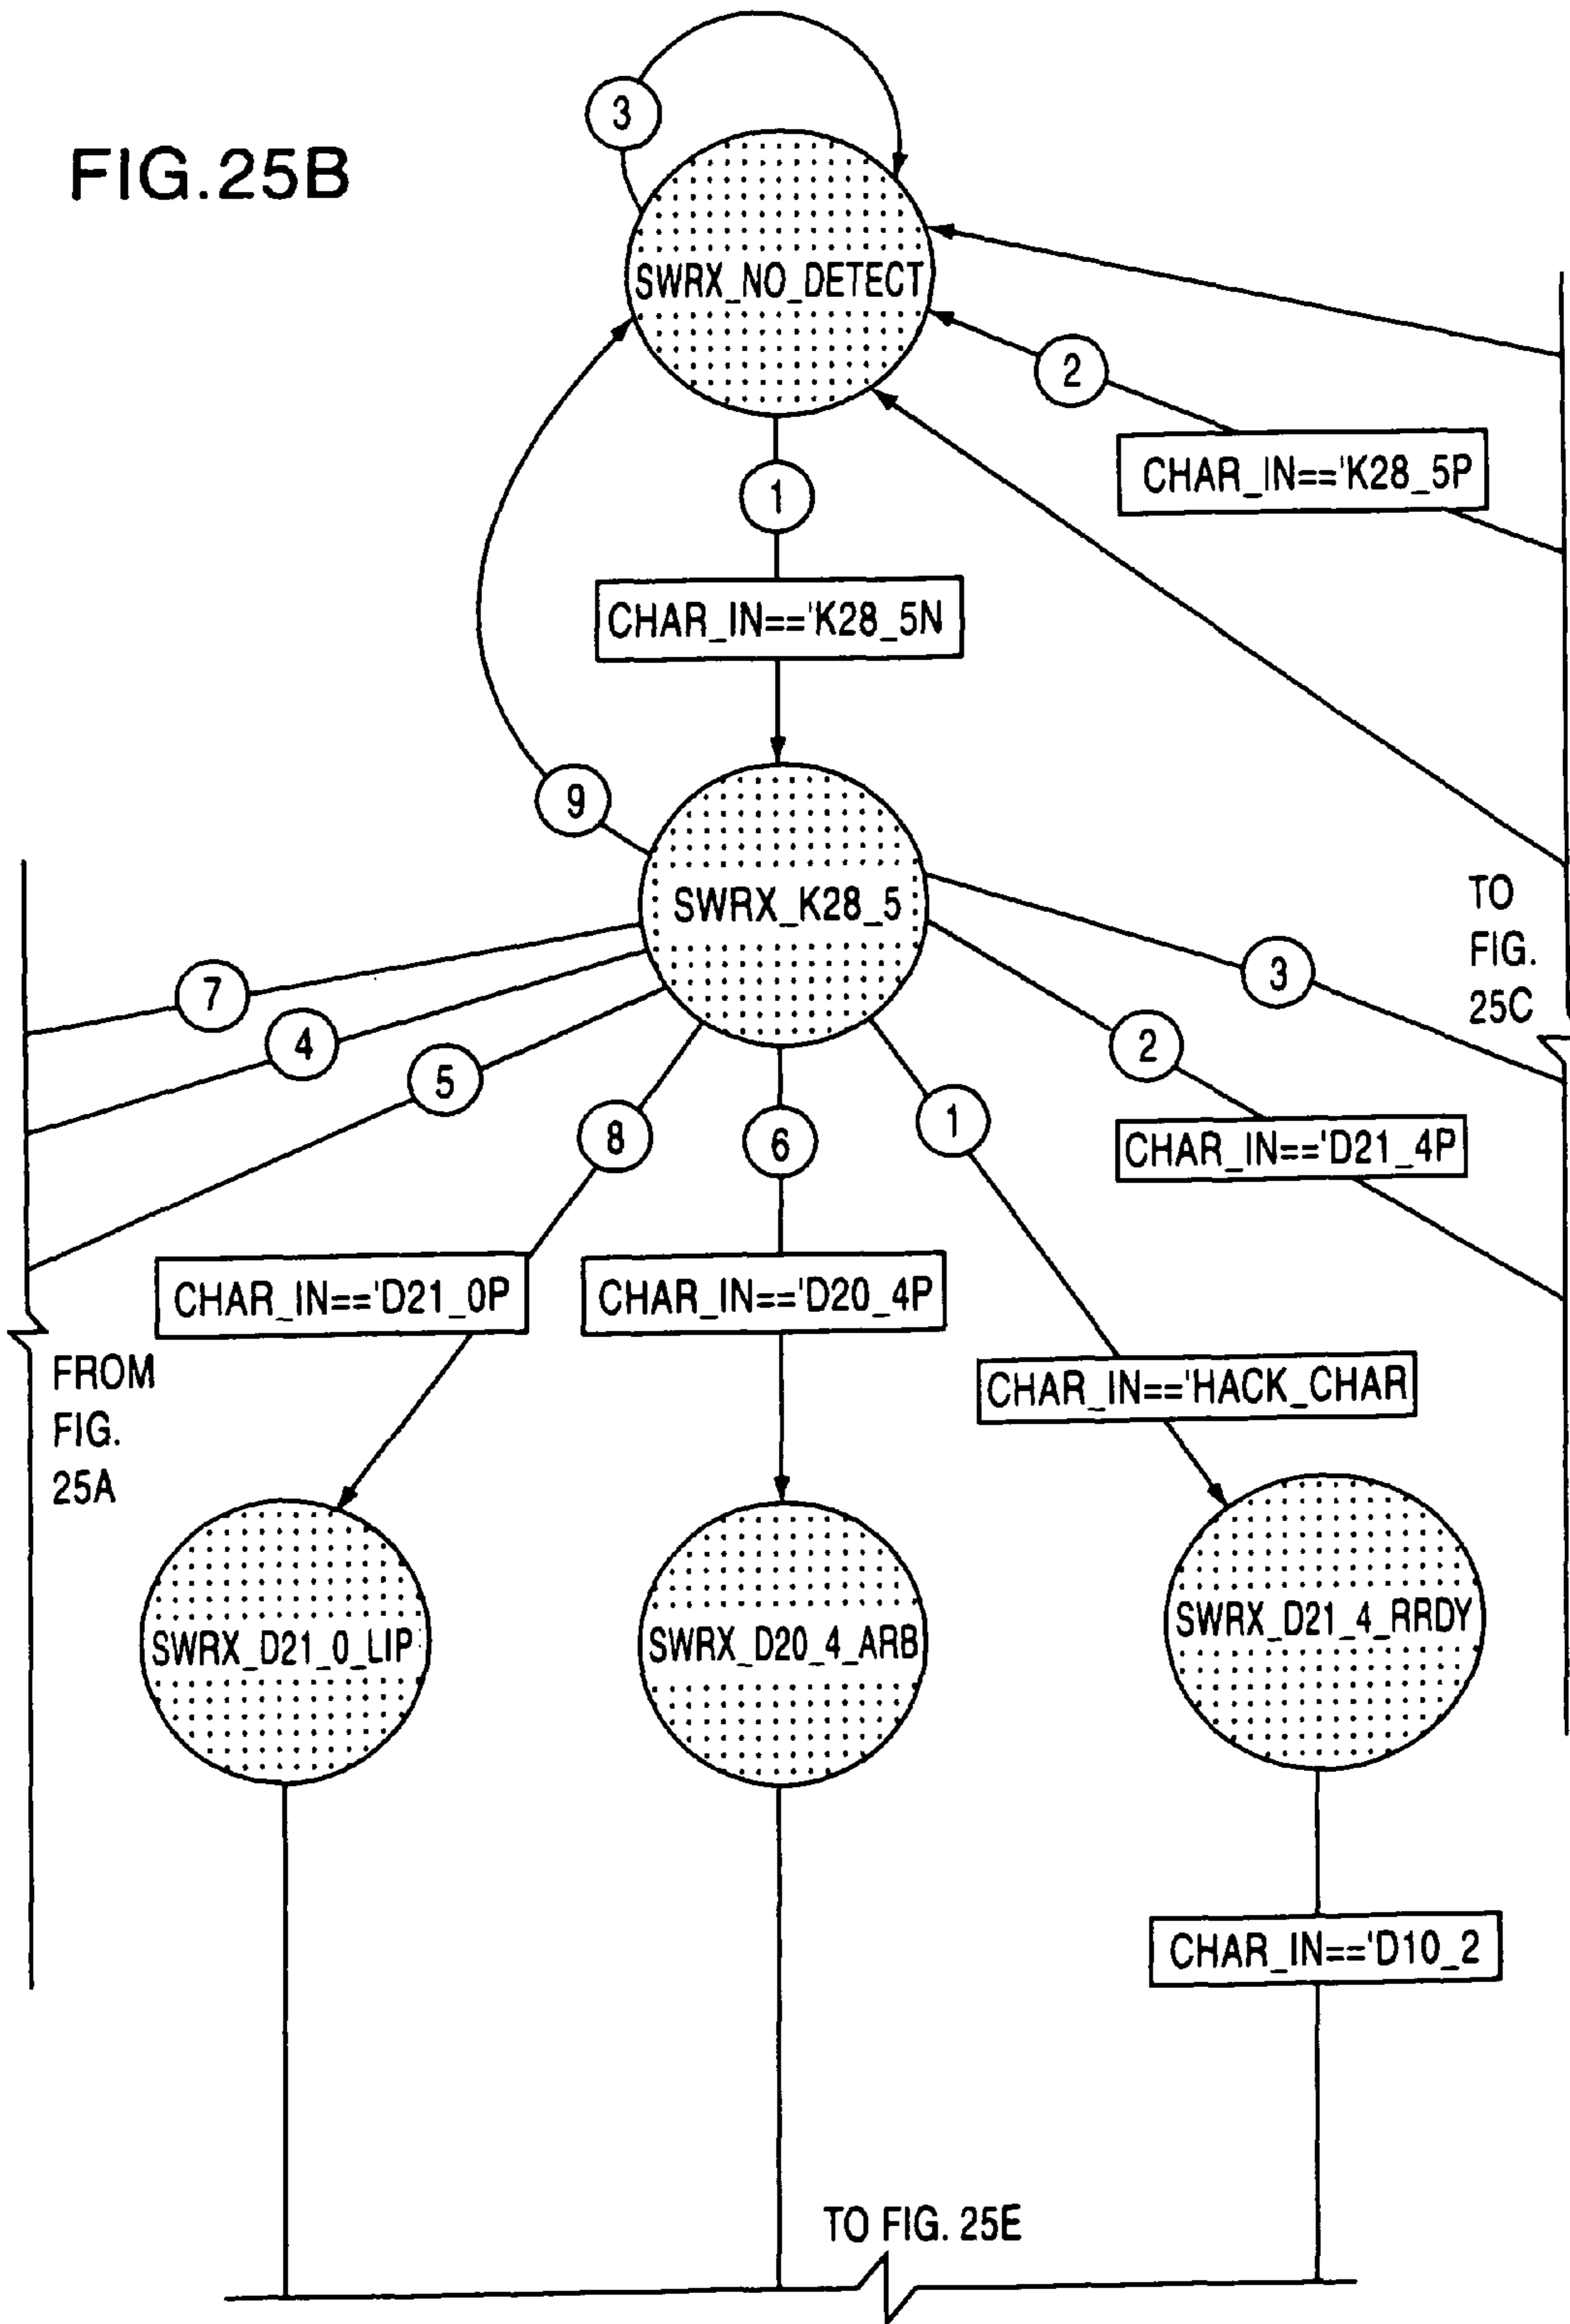 FIG.25B
3
SWRX_NO_DETECT
2
CHAR_IN=='K28_5P
1
CHAR_IN=='K28_5N
9
SWRX_K28_5
TO
FIG.
25C
3
7
2
4
5
8
6
1
CHAR_IN=='D21_4P
CHAR_IN=='D21_0P
CHAR_IN=='D20_4P
FROM
FIG.
25A
CHAR_IN=='HACK_CHAR
SWRX_D21_0_LIP
SWRX_D20_4_ARB
SWRX_D21_4_RRDY
CHAR_IN=='D10_2
TO FIG. 25E